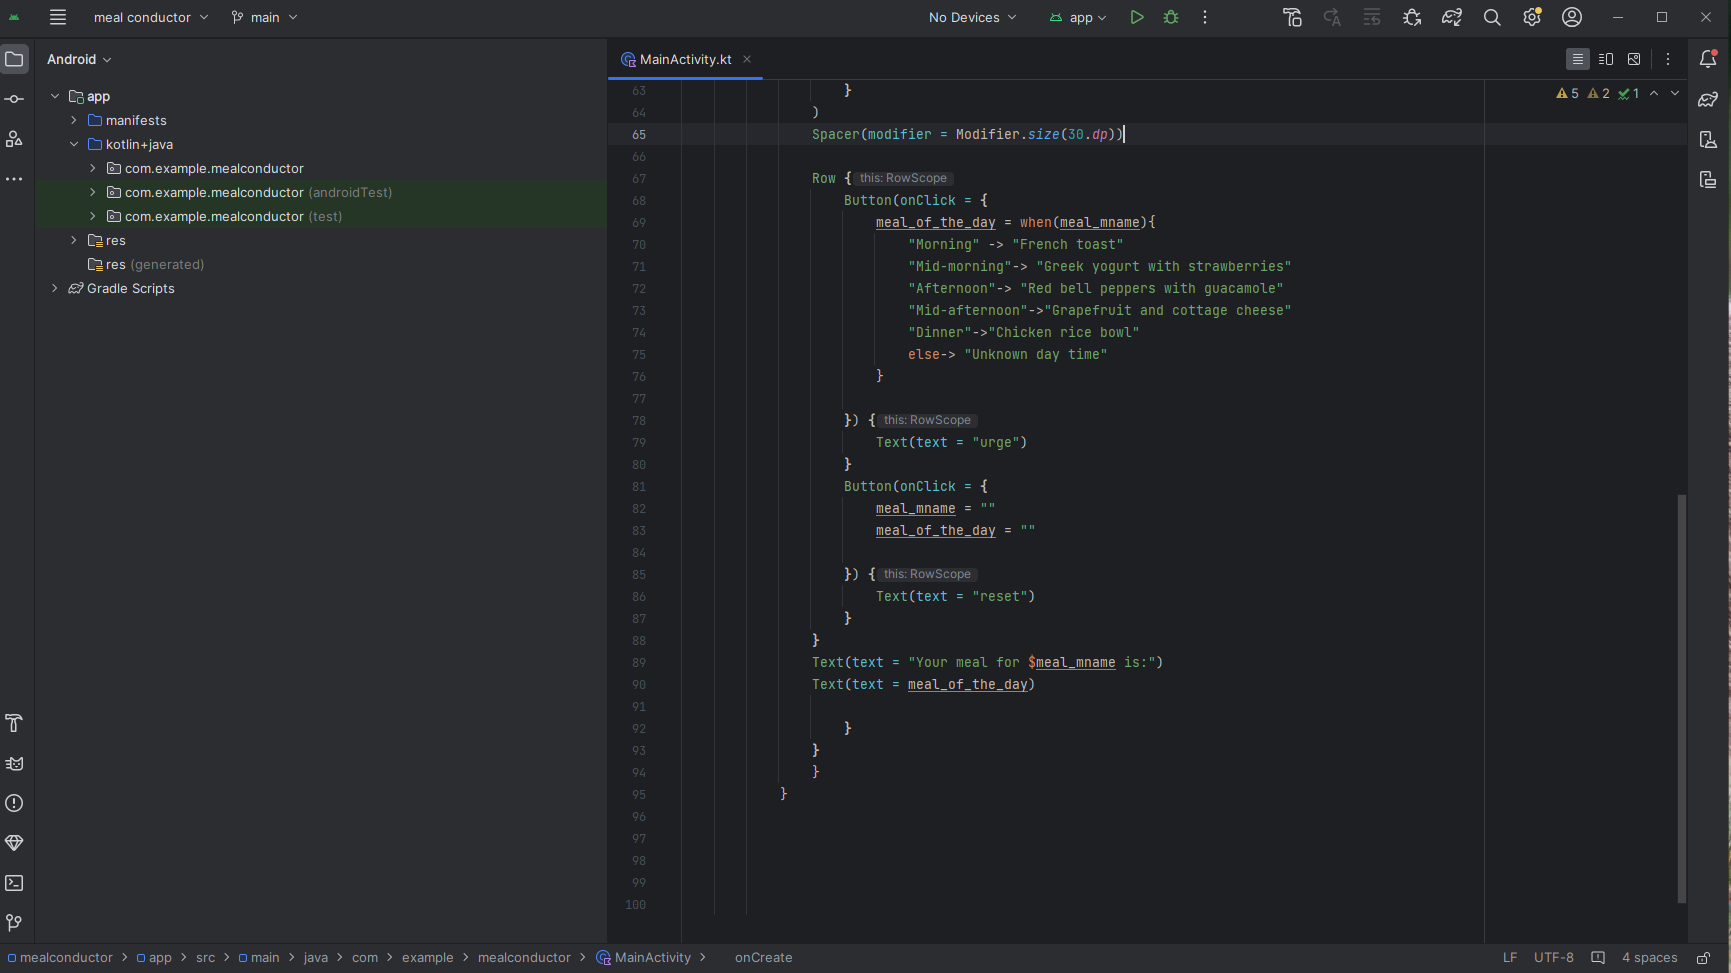 meal conductor main No Devices app
Android
MainActivity.kt
app
manifests
kotlin+java
com.example.mealconductor
com.example.mealconductor (androidTest)
com.example.mealconductor (test)
res
res (generated)
Gradle Scripts
5 2 1
63 }
64 )
65 Spacer(modifier = Modifier.size(30.dp))
66
67 Row { this: RowScope
68 Button(onClick = {
69 meal_of_the_day = when(meal_mname){
70 "Morning" -> "French toast"
71 "Mid-morning"-> "Greek yogurt with strawberries"
72 "Afternoon"-> "Red bell peppers with guacamole"
73 "Mid-afternoon"->"Grapefruit and cottage cheese"
74 "Dinner"->"Chicken rice bowl"
75 else-> "Unknown day time"
76 }
77
78 }) { this: RowScope
79 Text(text = "urge")
80 }
81 Button(onClick = {
82 meal_mname = ""
83 meal_of_the_day = ""
84
85 }) { this: RowScope
86 Text(text = "reset")
87 }
88 }
89 Text(text = "Your meal for $meal_mname is:")
90 Text(text = meal_of_the_day)
91
92 }
93 }
94 }
95 }
96
97
98
99
100
mealconductor > app > src > main > java > com > example > mealconductor > MainActivity > onCreate LF UTF-8 4 spaces